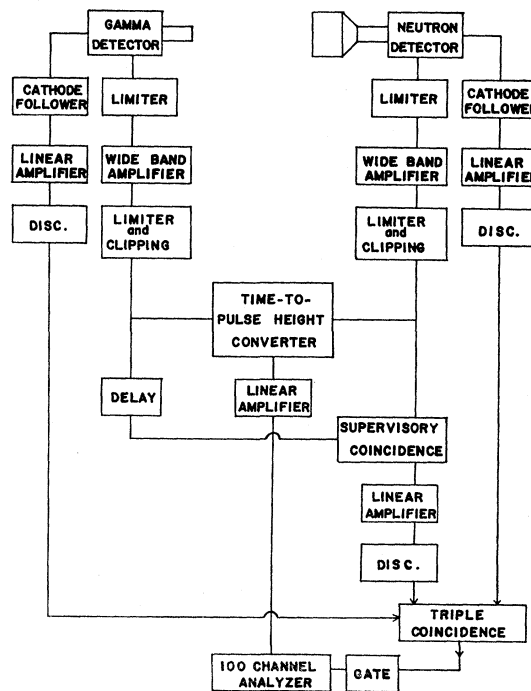 GAMMA
DETECTOR
NEUTRON
DETECTOR
CATHODE
FOLLOWER
LIMITER
LIMITER
CATHODE
FOLLOWER
LINEAR
AMPLIFIER
WIDE BAND
AMPLIFIER
WIDE BAND
AMPLIFIER
LINEAR
AMPLIFIER
DISC.
LIMITER
and
CLIPPING
LIMITER
and
CLIPPING
DISC.
TIME-TO-
PULSE HEIGHT
CONVERTER
DELAY
LINEAR
AMPLIFIER
SUPERVISORY
COINCIDENCE
LINEAR
AMPLIFIER
DISC.
TRIPLE
COINCIDENCE
100 CHANNEL
ANALYZER
GATE